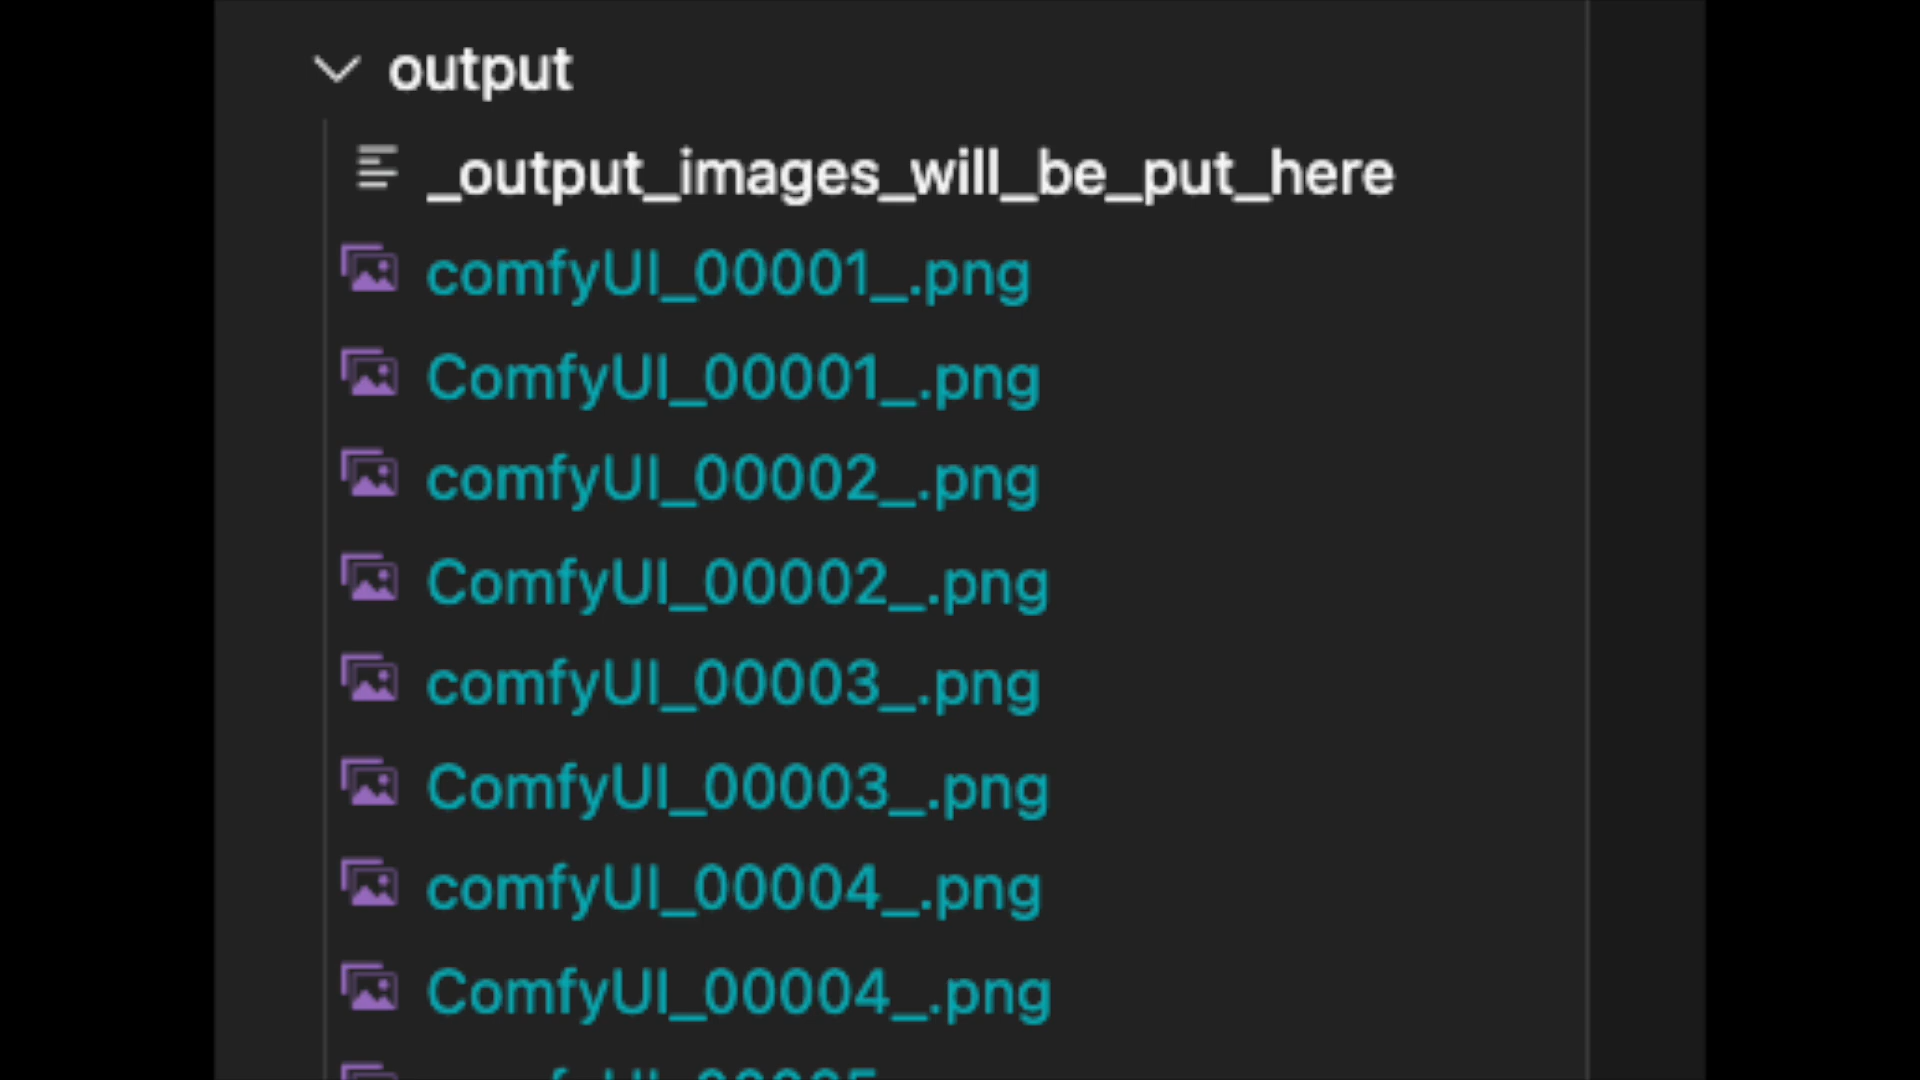 output
_output_images_will_be_put_here
comfyUI_00001_.png
ComfyUI_00001_.png
comfyUI_00002_.png
ComfyUI_00002_.png
comfyUI_00003_.png
ComfyUI_00003_.png
comfyUI_00004_.png
ComfyUI_00004_.png